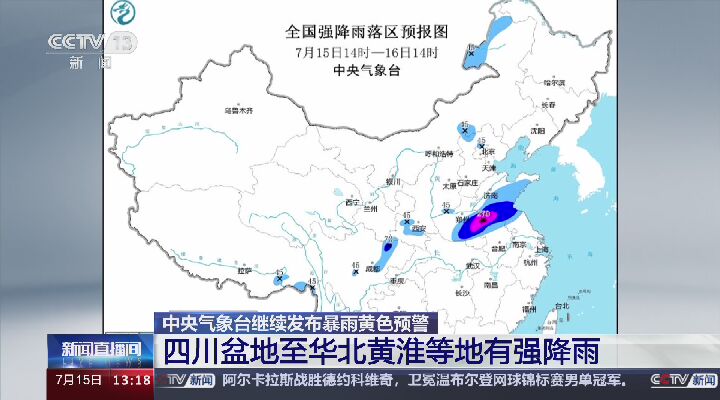 CCTV 13
新闻
全国强降雨落区预报图
7月15日14时—16日14时
中央气象台
45
哈尔滨
长春
沈阳
乌鲁木齐
45
45
呼和浩特
北京
天津
银川
太原
石家庄
济南
西宁
兰州
45
45
郑州
西安
70
南京
合肥
上海
拉萨
45
45
45
成都
重庆
武汉
杭州
长沙
南昌
福州
台北
中央气象台继续发布暴雨黄色预警
新闻直播间
四川盆地至华北黄淮等地有强降雨
7月15日 13:18 CCTV新闻 阿尔卡拉斯战胜德约科维奇，卫冕温布尔登网球锦标赛男单冠军。 CCTV新闻